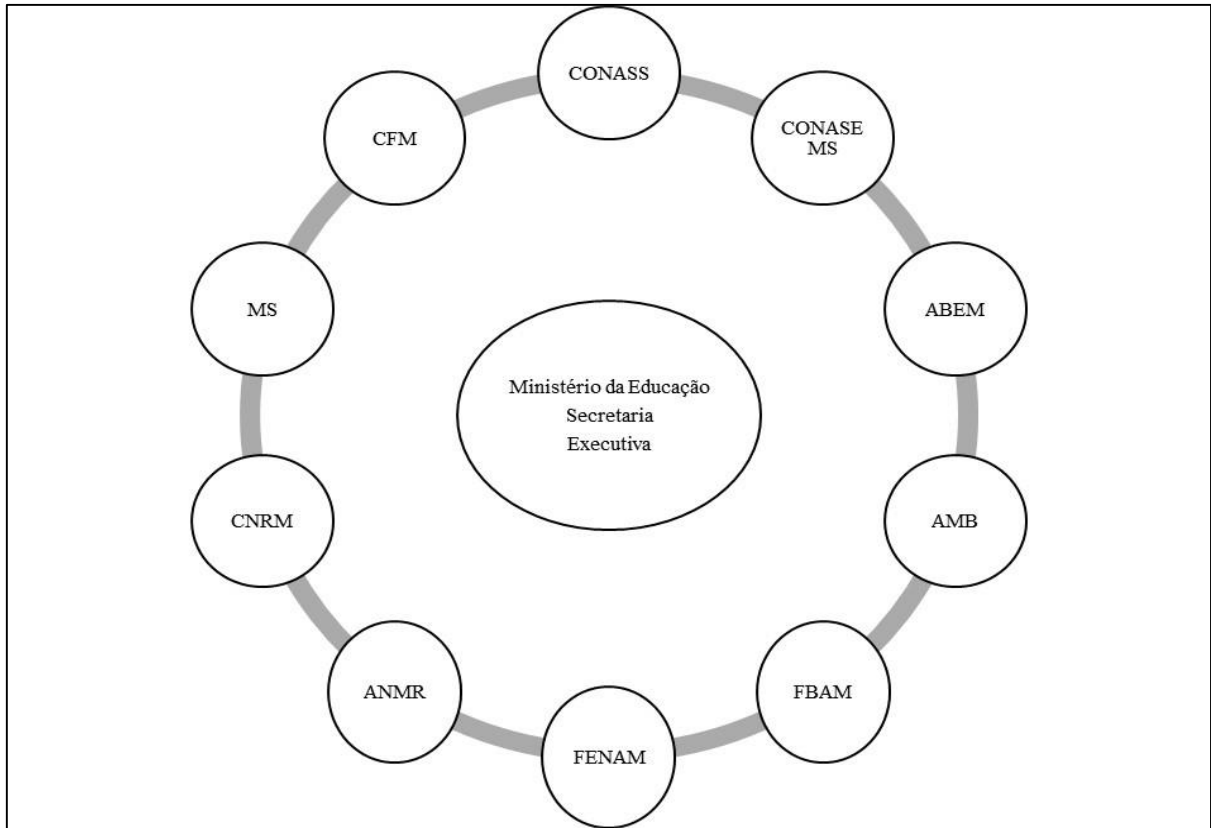 CONASS
CFM
CONASE
MS
MS
ABEM
Ministério da Educação
Secretaria
Executiva
CNRM
AMB
ANMR
FBAM
FENAM